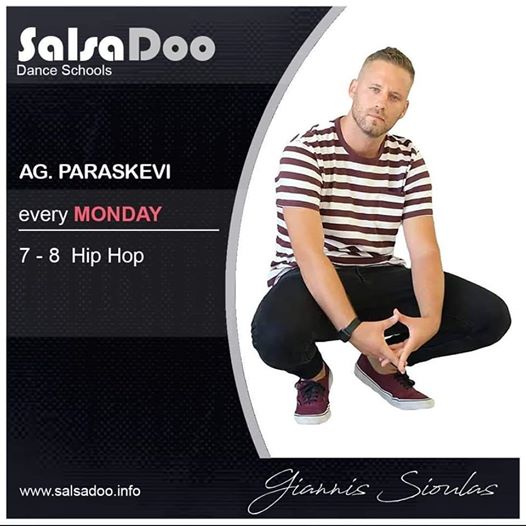 SalsaDoo
Dance Schools
AG. PARASKEVI
every MONDAY
7 - 8 Hip Hop
www.salsadoo.info
Giannis Sioulas